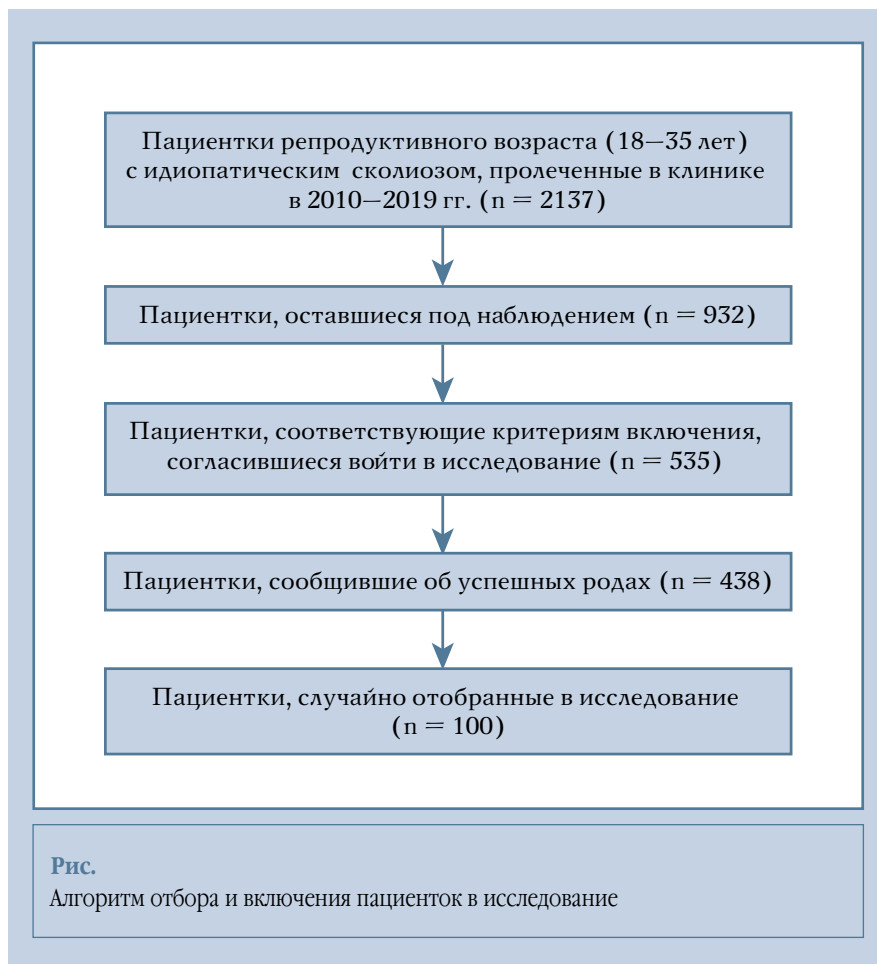 Пациентки репродуктивного возраста (18–35 лет)
с идиопатическим сколиозом, пролеченные в клинике
в 2010–2019 гг. (n = 2137)
Пациентки, оставшиеся под наблюдением (n = 932)
Пациентки, соответствующие критериям включения,
согласившиеся войти в исследование (n = 535)
Пациентки, сообщившие об успешных родах (n = 438)
Пациентки, случайно отобранные в исследование
(n = 100)
Рис.
Алгоритм отбора и включения пациенток в исследование